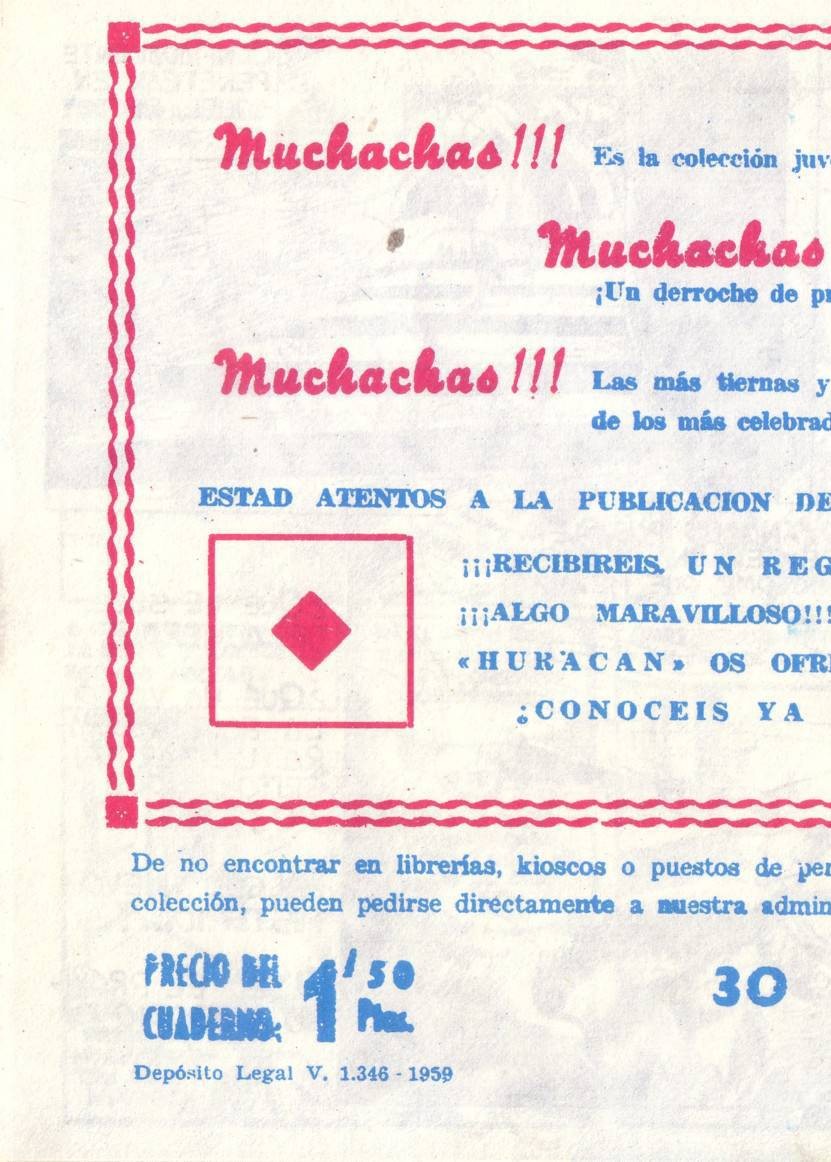 Muchachas!!! Es la colección juv
Muchachas
¡Un derroche de pr
Muchachas!!! Las más tiernas y
de los más celebrad
ESTAD ATENTOS A LA PUBLICACION DE
¡¡¡RECIBIREIS. UN REG
¡¡¡ALGO MARAVILLOSO!!!
«HURACAN» OS OFR
¿CONOCEIS YA
De no encontrar en librerías, kioscos o puestos de per
colección, pueden pedirse directamente a nuestra admin
PRECIO DEL
CUADERNO: 1'50 Ptas.
30
Depósito Legal V. 1.346 - 1959